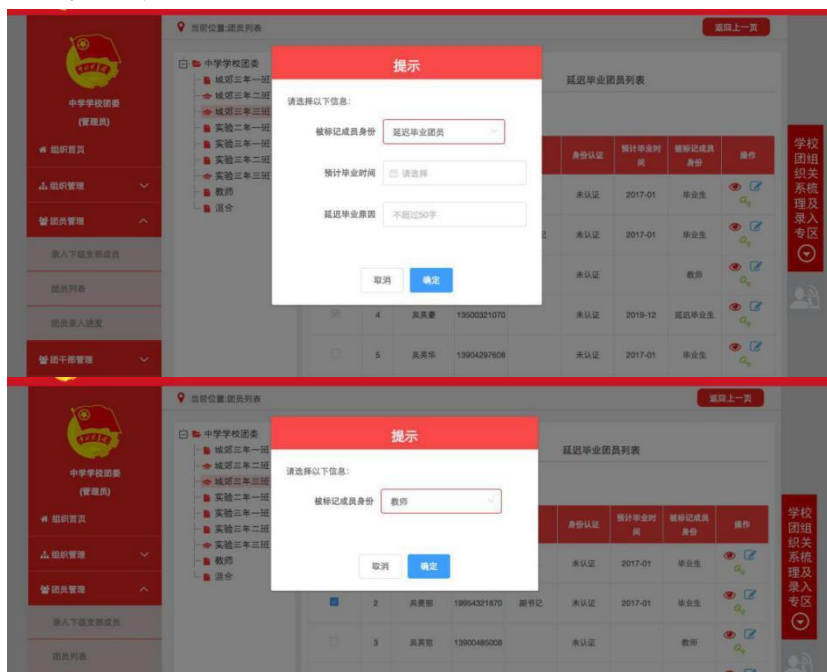 当前位置:团员列表
返回上一页
中学学校团委
(管理员)
组织首页
组织管理
团员管理
录入下级支部成员
团员列表
团员录入进度
团干部管理
中学学校团委
城郊三年一班
城郊三年二班
城郊三年三班
实验二年一班
实验三年一班
实验三年二班
实验三年三班
教师
混合
提示
请选择以下信息:
被标记成员身份 延迟毕业团员
预计毕业时间 请选择
延迟毕业原因 不超过50字
取消 确定
延迟毕业团员列表
身份认证 预计毕业时间 被标记成员身份 操作
未认证 2017-01 毕业生
未认证 2017-01 毕业生
未认证 教师
4 吴英豪 13500321070 未认证 2019-12 延迟毕业生
5 吴英华 13904297608 未认证 2017-01 毕业生
学校
团组
织关
系梳
理及
录入
专区
当前位置:团员列表
返回上一页
中学学校团委
(管理员)
组织首页
组织管理
团员管理
录入下级支部成员
团员列表
中学学校团委
城郊三年一班
城郊三年二班
城郊三年三班
实验二年一班
实验三年一班
实验三年二班
实验三年三班
教师
混合
提示
请选择以下信息:
被标记成员身份 教师
取消 确定
延迟毕业团员列表
身份认证 预计毕业时间 被标记成员身份 操作
未认证 2017-01 毕业生
2 18954321870 副书记 未认证 2017-01 毕业生
3 13900485008 未认证 教师
学校
团组
织关
系梳
理及
录入
专区